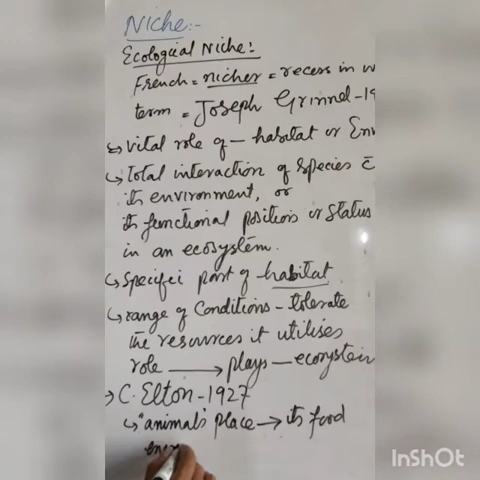 Niche:-
Ecological Niche:
French = nicher = recess in w
term = Joseph Grinnel-19
↳ vital role of - habitat or Env
↳ Total interaction of species c̄
its environment, or
its functional position or status
in an ecosystem.
↳ Specific part of habitat
↳ range of Conditions - tolerate
the resources it utilises
role ⟶ plays - ecosystem
→ C. Elton - 1927
↳ "animal's place → its food
ene
InShOt